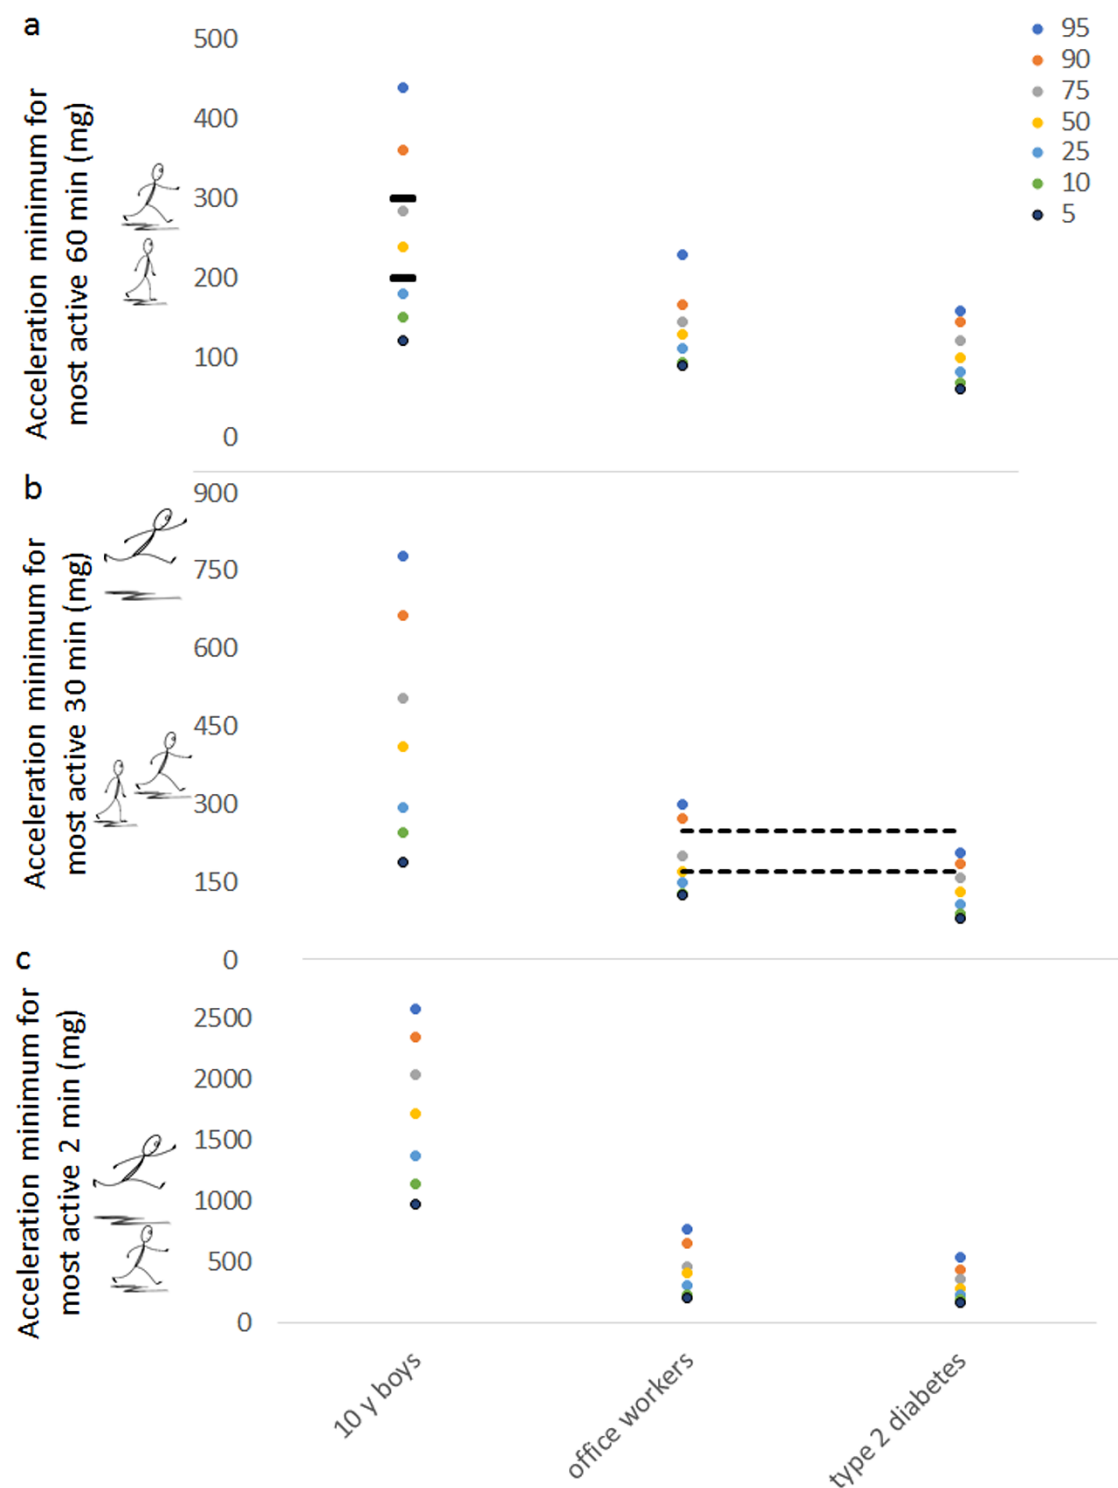 a
Acceleration minimum for
most active 60 min (mg)
500
400
300
200
100
0
95
90
75
50
25
10
5
b
Acceleration minimum for
most active 30 min (mg)
900
750
600
450
300
150
0
c
Acceleration minimum for
most active 2 min (mg)
2500
2000
1500
1000
500
0
10 y boys
office workers
type 2 diabetes